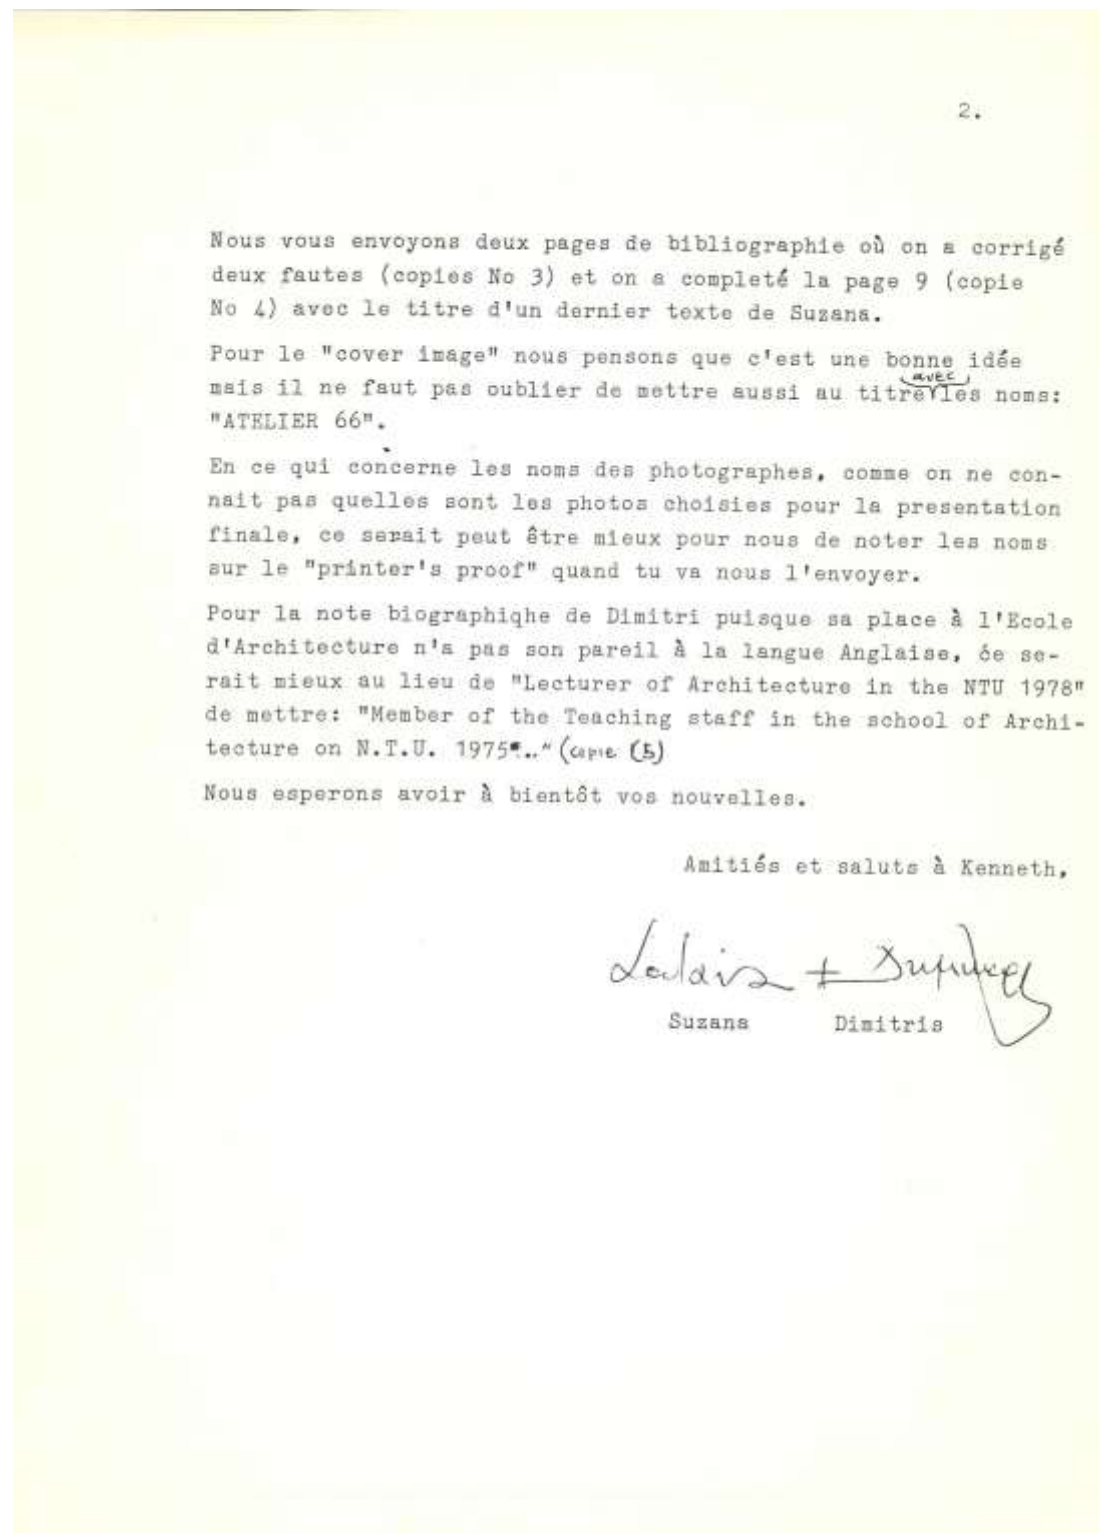 2.
Nous vous envoyons deux pages de bibliographie où on a corrigé
deux fautes (copies No 3) et on a completé la page 9 (copie
No 4) avec le titre d'un dernier texte de Suzana.
Pour le "cover image" nous pensons que c'est une bonne idée
mais il ne faut pas oublier de mettre aussi au titre avec les noms:
"ATELIER 66".
En ce qui concerne les noms des photographes, comme on ne con-
nait pas quelles sont les photos choisies pour la presentation
finale, ce serait peut être mieux pour nous de noter les noms
sur le "printer's proof" quand tu va nous l'envoyer.
Pour la note biographiqhe de Dimitri puisque sa place à l'Ecole
d'Architecture n'a pas son pareil à la langue Anglaise, će se-
rait mieux au lieu de "Lecturer of Architecture in the NTU 1978"
de mettre: "Member of the Teaching staff in the school of Archi-
tecture on N.T.U. 1975..." (copie (5)
Nous esperons avoir à bientôt vos nouvelles.
Amitiés et saluts à Kenneth,
+
Suzana Dimitris